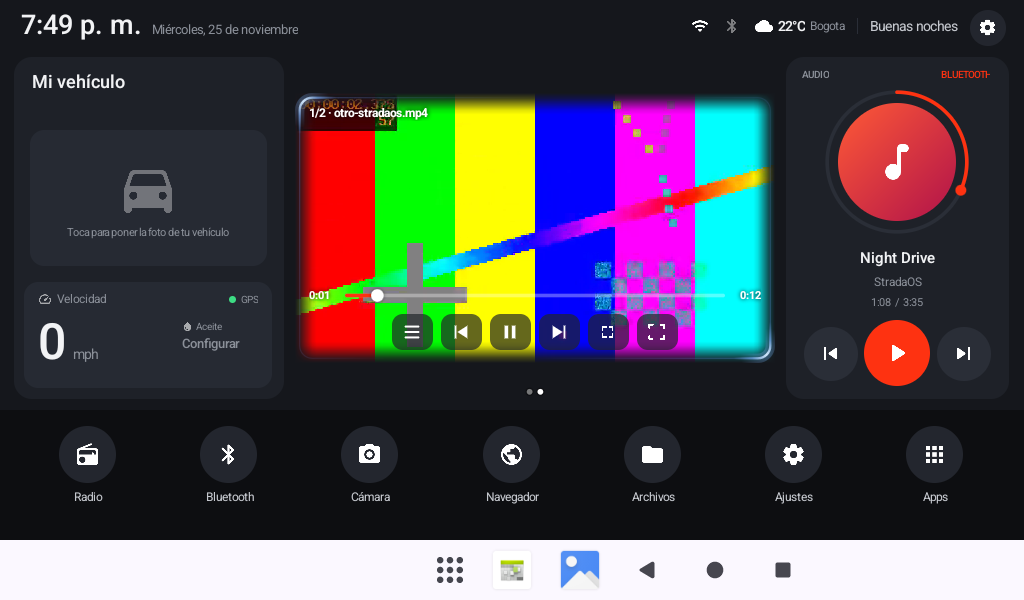 7:49 p. m.
Miércoles, 25 de noviembre
22°C Bogota
Buenas noches
Mi vehículo
Toca para poner la foto de tu vehículo
Velocidad
GPS
0 mph
Aceite
Configurar
1/2 · otro-stradaos.mp4
57
0:01
0:12
AUDIO
BLUETOOTH
Night Drive
StradaOS
1:08 / 3:35
Radio
Bluetooth
Cámara
Navegador
Archivos
Ajustes
Apps